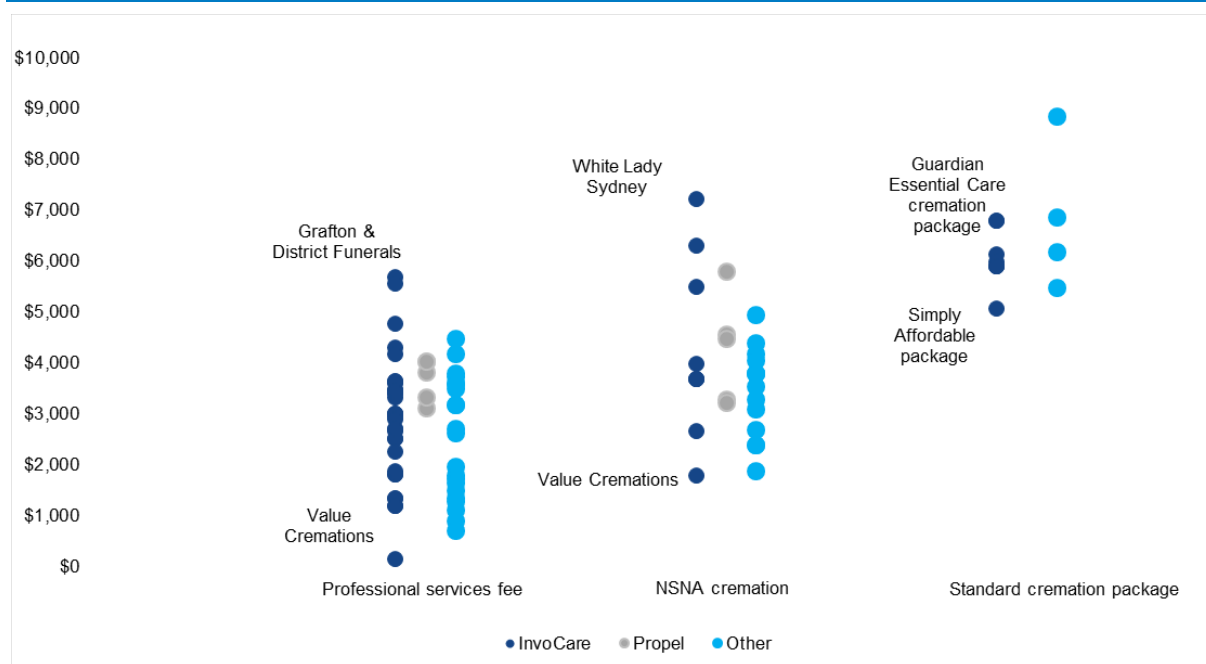 $10,000
$9,000
$8,000
$7,000
$6,000
$5,000
$4,000
$3,000
$2,000
$1,000
$0
Grafton &
District Funerals
Value
Cremations
White Lady
Sydney
Value Cremations
Guardian
Essential Care
cremation
package
Simply
Affordable
package
Professional services fee
NSNA cremation
Standard cremation package
InvoCare
Propel
Other